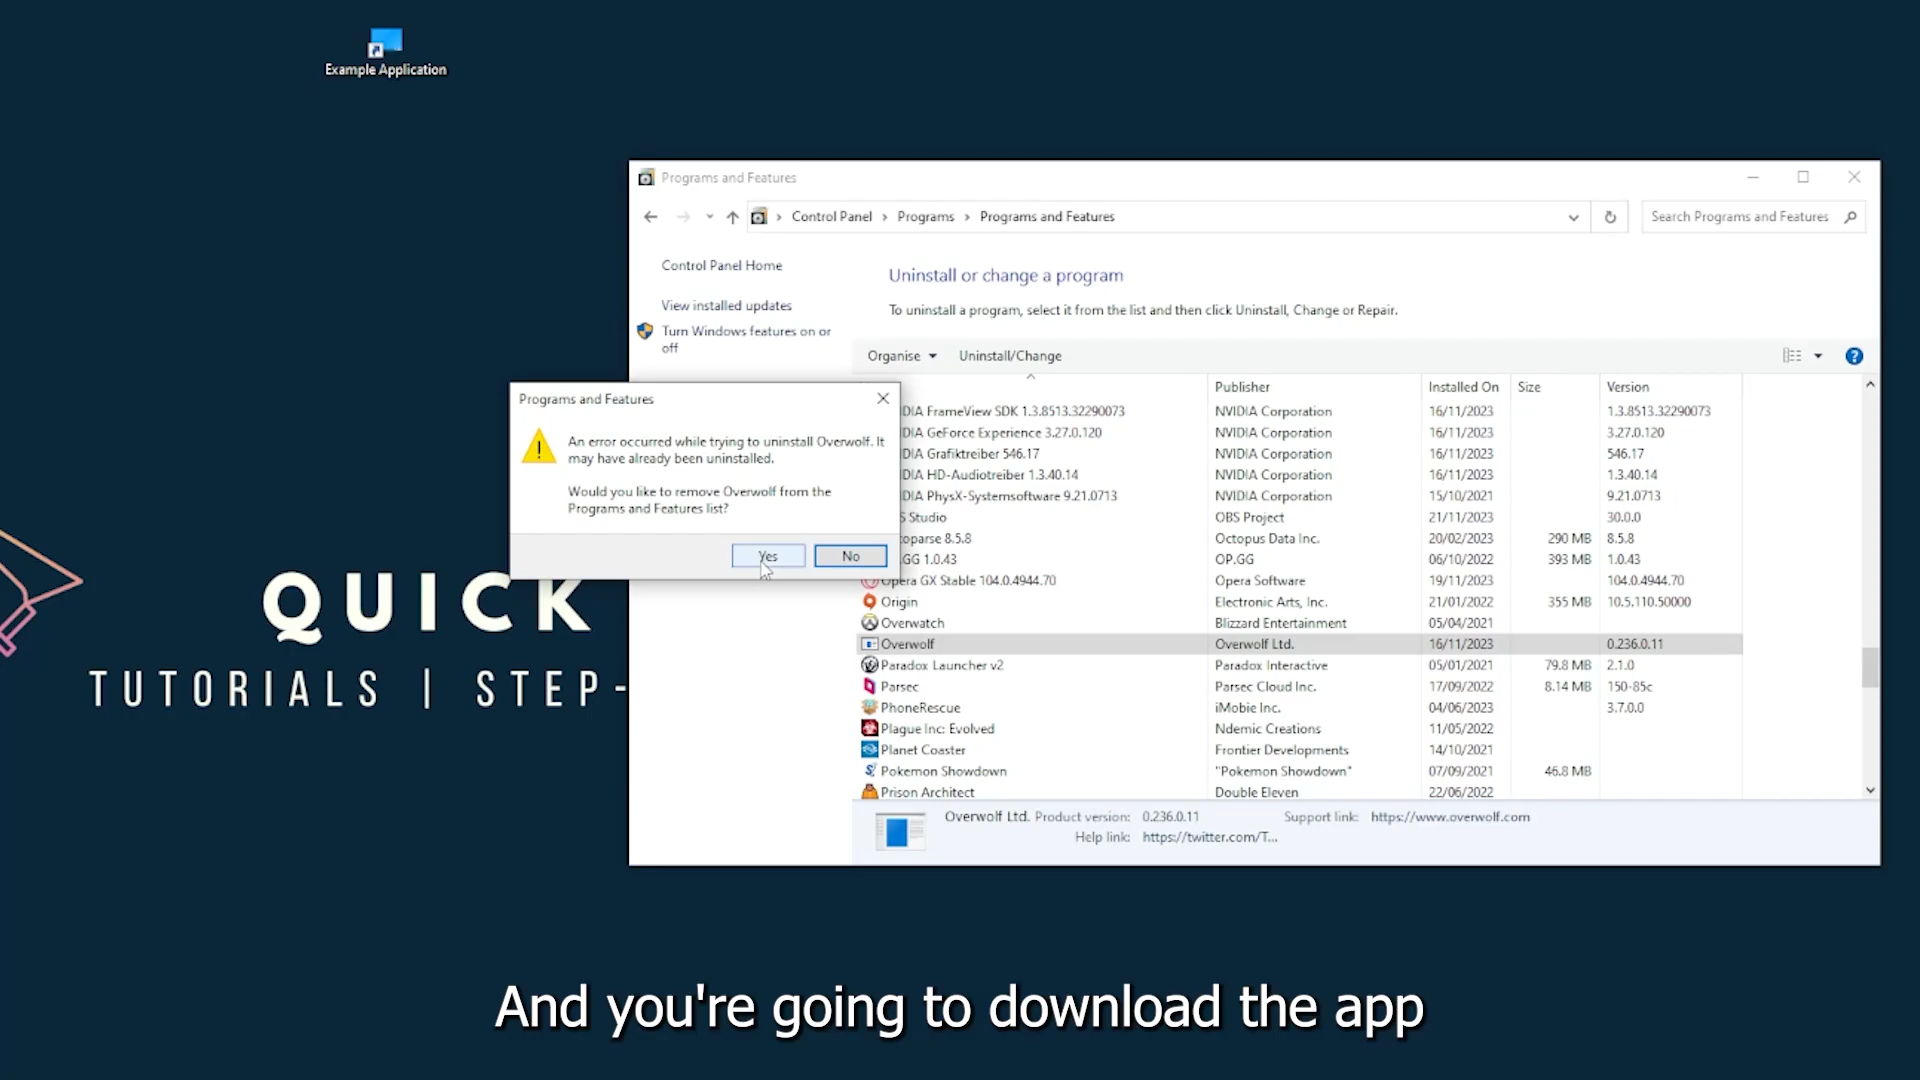 Example Application
Programs and Features
Control Panel > Programs > Programs and Features
Search Programs and Features
Control Panel Home
View installed updates
Turn Windows features on or
off
Uninstall or change a program
To uninstall a program, select it from the list and then click Uninstall, Change or Repair.
Organise Uninstall/Change
Publisher Installed On Size Version
DIA FrameView SDK 1.3.8513.32290073 NVIDIA Corporation 16/11/2023 1.3.8513.32290073
DIA GeForce Experience 3.27.0.120 NVIDIA Corporation 16/11/2023 3.27.0.120
DIA Grafiktreiber 546.17 NVIDIA Corporation 16/11/2023 546.17
DIA HD-Audiotreiber 1.3.40.14 NVIDIA Corporation 16/11/2023 1.3.40.14
DIA PhysX-Systemsoftware 9.21.0713 NVIDIA Corporation 15/10/2021 9.21.0713
S Studio OBS Project 21/11/2023 30.0.0
oparse 8.5.8 Octopus Data Inc. 20/02/2023 290 MB 8.5.8
.GG 1.0.43 OP.GG 06/10/2022 393 MB 1.0.43
Opera GX Stable 104.0.4944.70 Opera Software 19/11/2023 104.0.4944.70
Origin Electronic Arts, Inc. 21/01/2022 355 MB 10.5.110.50000
Overwatch Blizzard Entertainment 05/04/2021
Overwolf Overwolf Ltd. 16/11/2023 0.236.0.11
Paradox Launcher v2 Paradox Interactive 05/01/2021 79.8 MB 2.1.0
Parsec Parsec Cloud Inc. 17/09/2022 8.14 MB 150-85c
PhoneRescue iMobie Inc. 04/06/2023 3.7.0.0
Plague Inc: Evolved Ndemic Creations 11/05/2022
Planet Coaster Frontier Developments 14/10/2021
Pokemon Showdown "Pokemon Showdown" 07/09/2021 46.8 MB
Prison Architect Double Eleven 22/06/2022
Overwolf Ltd. Product version: 0.236.0.11 Support link: https://www.overwolf.com
Help link: https://twitter.com/T...
Programs and Features
An error occurred while trying to uninstall Overwolf. It
may have already been uninstalled.
Would you like to remove Overwolf from the
Programs and Features list?
Yes No
QUICK
TUTORIALS | STEP-
And you're going to download the app